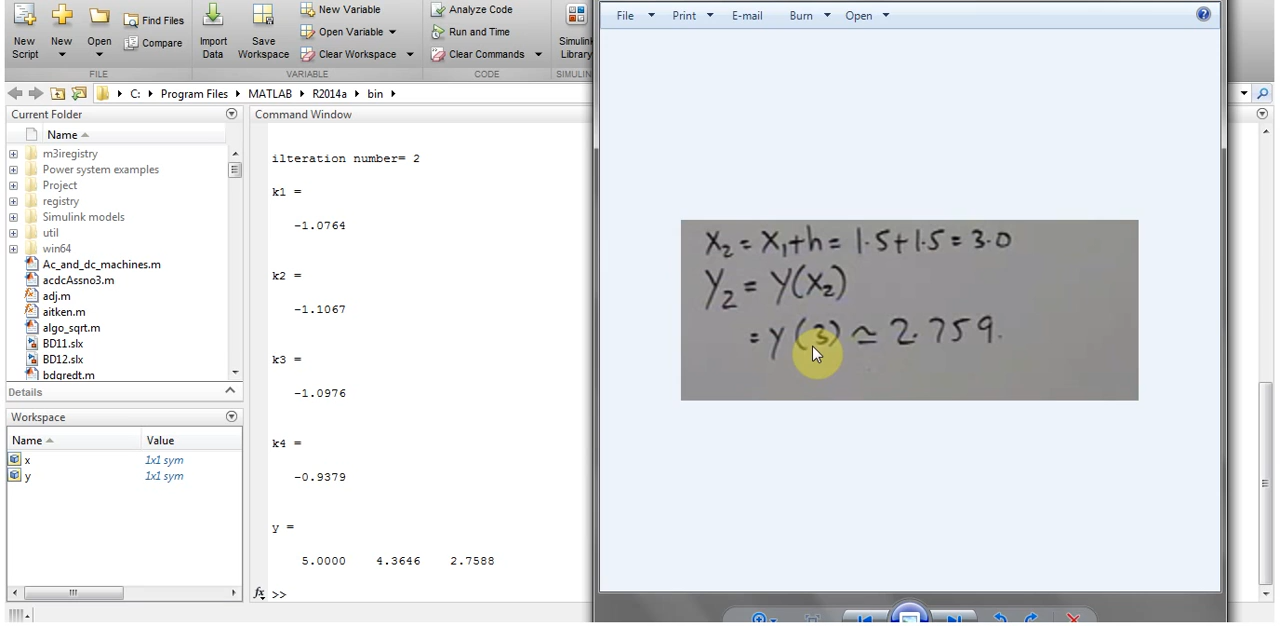 New Script
New
Open
Find Files
Compare
FILE
Import Data
Save Workspace
New Variable
Open Variable
Clear Workspace
VARIABLE
Analyze Code
Run and Time
Clear Commands
CODE
Simulink Library
SIMULIN
C: Program Files MATLAB R2014a bin
Current Folder
Name
m3iregistry
Power system examples
Project
registry
Simulink models
util
win64
Ac_and_dc_machines.m
acdcAssno3.m
adj.m
aitken.m
algo_sqrt.m
BD11.slx
BD12.slx
bdgredt.m
Details
Workspace
Name Value
x 1x1 sym
y 1x1 sym
Command Window
ilteration number= 2
k1 =
-1.0764
k2 =
-1.1067
k3 =
-1.0976
k4 =
-0.9379
y =
5.0000 4.3646 2.7588
fx >>
File Print E-mail Burn Open
X₂ = X₁+h = 1.5+1.5 = 3.0
Y₂ = Y(X₂)
= Y(3) ≃ 2.759.